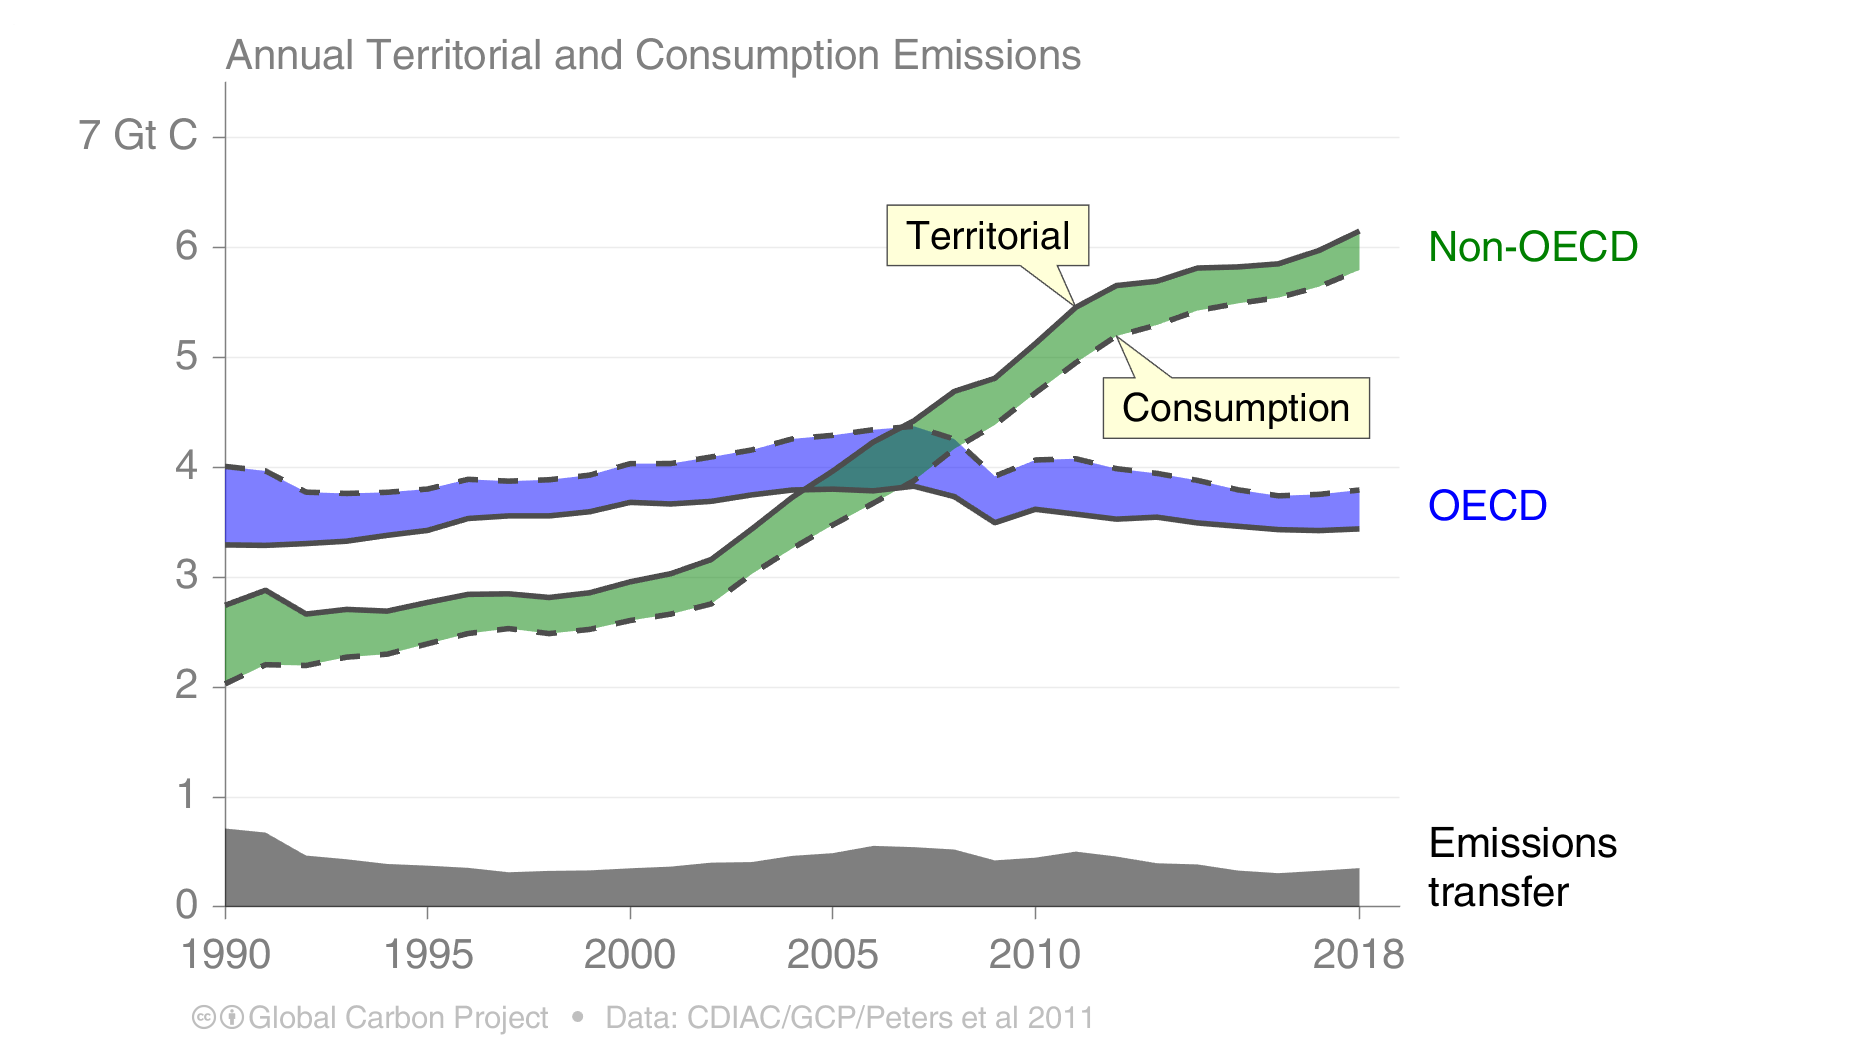 Annual Territorial and Consumption Emissions
7 Gt C
6
5
4
3
2
1
0
Territorial
Consumption
Non-OECD
OECD
Emissions
transfer
1990 1995 2000 2005 2010 2018
cc Global Carbon Project • Data: CDIAC/GCP/Peters et al 2011